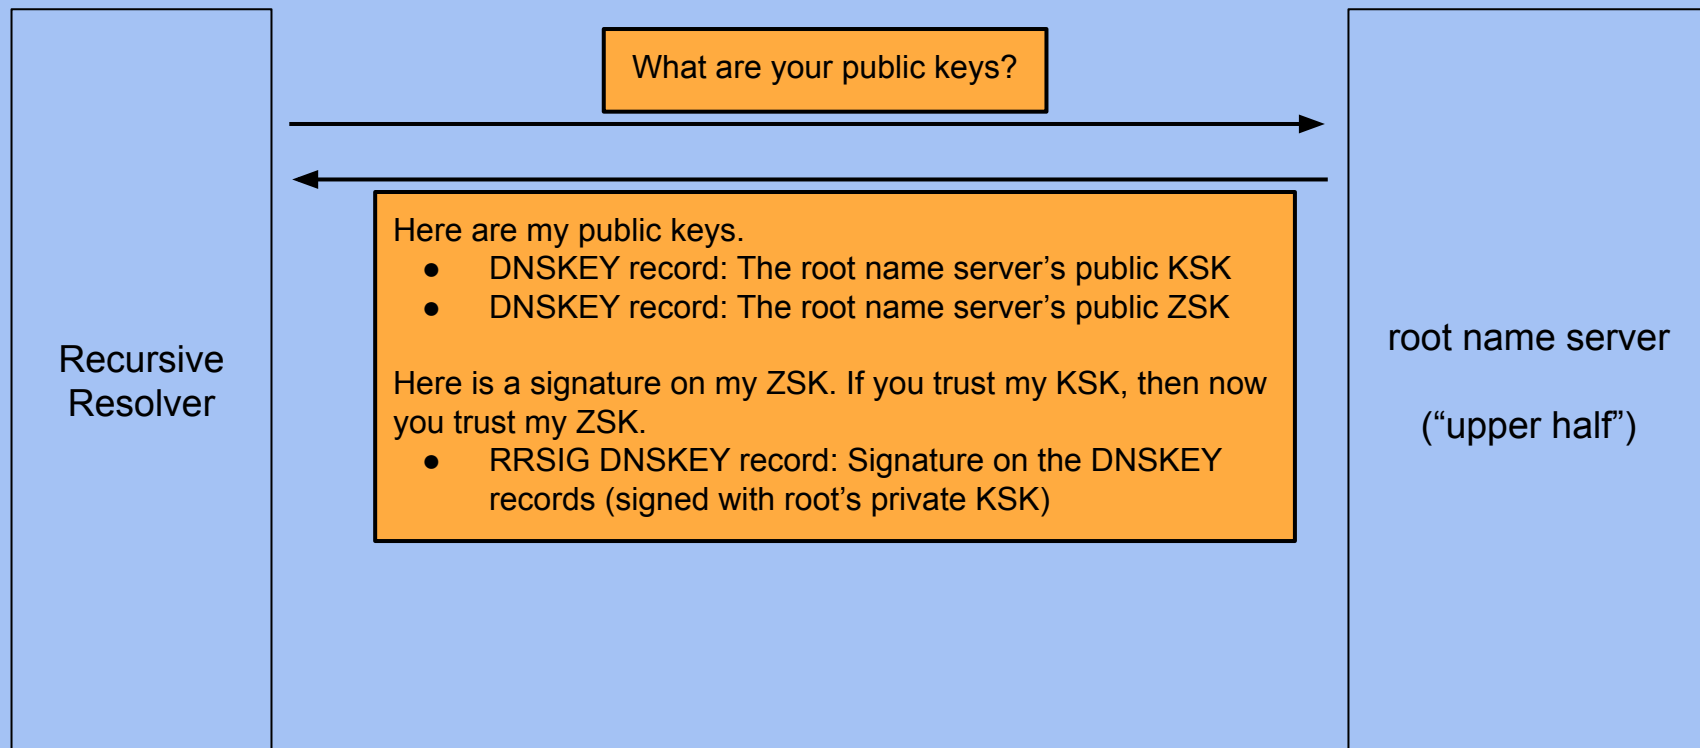 What are your public keys?
Here are my public keys.
● DNSKEY record: The root name server’s public KSK
● DNSKEY record: The root name server’s public ZSK
Here is a signature on my ZSK. If you trust my KSK, then now
you trust my ZSK.
● RRSIG DNSKEY record: Signature on the DNSKEY
records (signed with root’s private KSK)
Recursive
Resolver
root name server
(“upper half”)